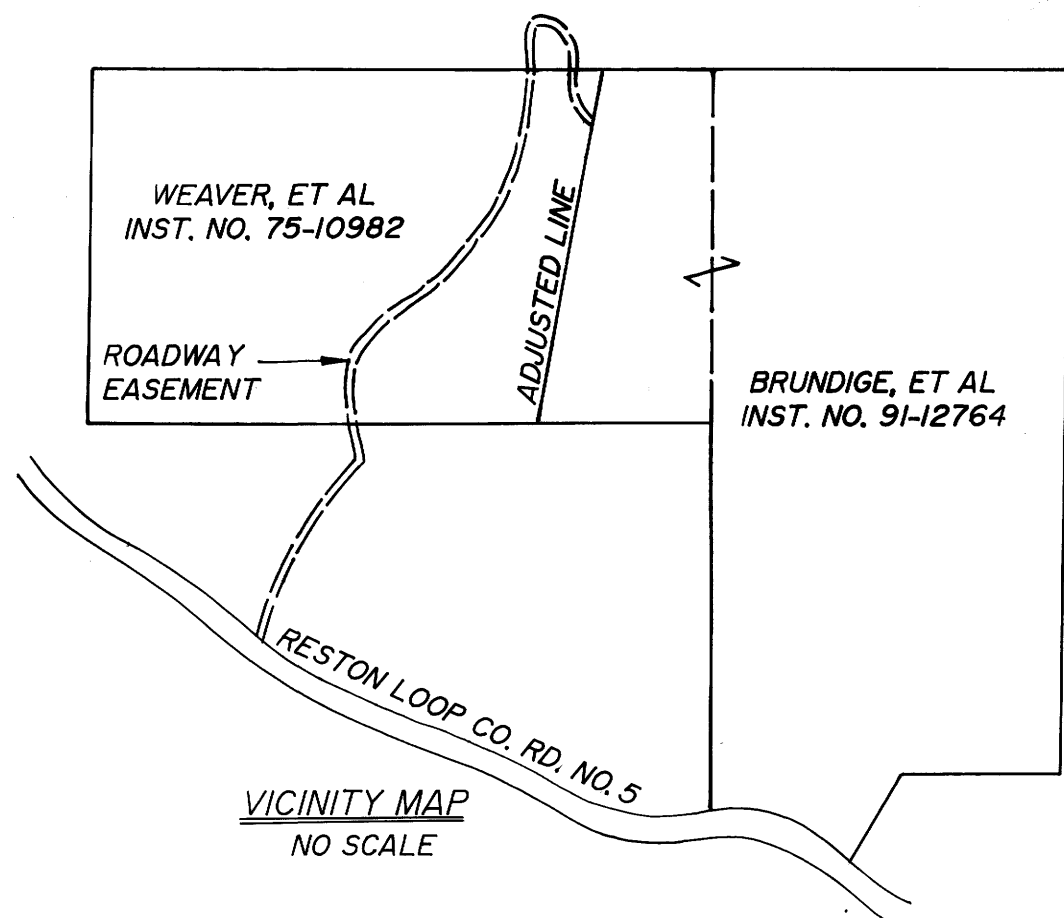 WEAVER, ET AL
INST. NO. 75-10982
ADJUSTED LINE
ROADWAY
EASEMENT
BRUNDIGE, ET AL
INST. NO. 91-12764
RESTON LOOP CO. RD. NO. 5
VICINITY MAP
NO SCALE